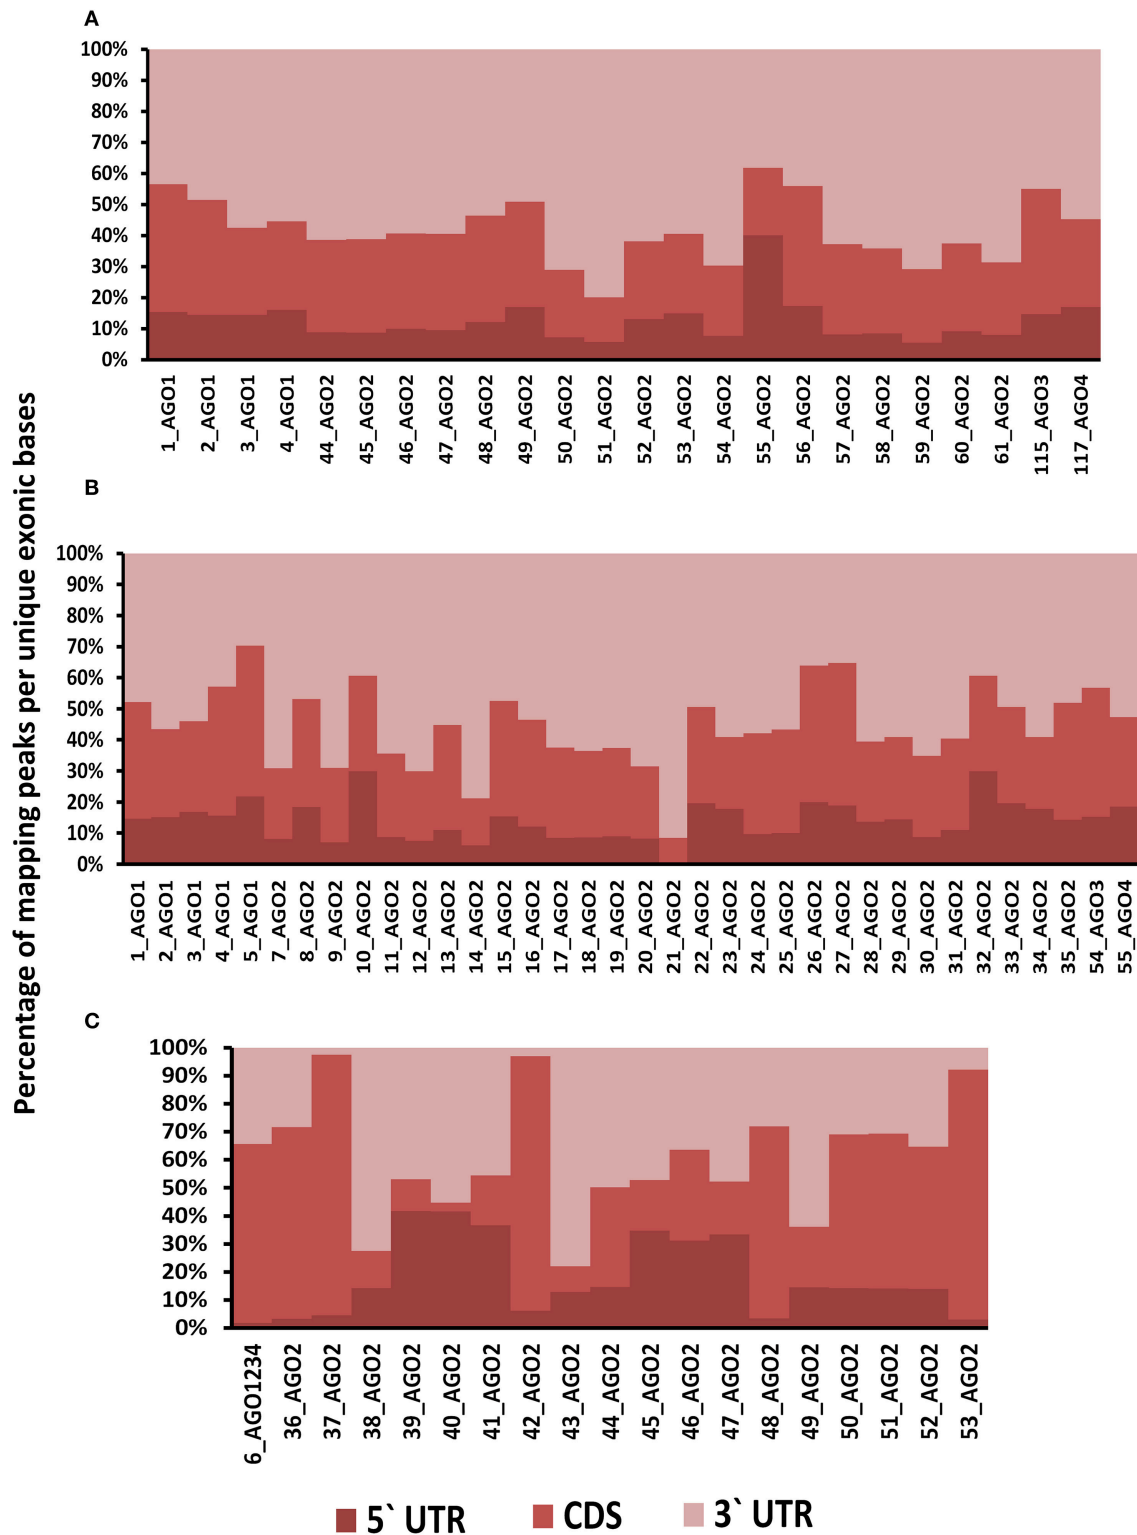 A
100%
90%
80%
70%
60%
50%
40%
30%
20%
10%
0%
1_AGO1
2_AGO1
3_AGO1
4_AGO1
44_AGO2
45_AGO2
46_AGO2
47_AGO2
48_AGO2
49_AGO2
50_AGO2
51_AGO2
52_AGO2
53_AGO2
54_AGO2
55_AGO2
56_AGO2
57_AGO2
58_AGO2
59_AGO2
60_AGO2
61_AGO2
115_AGO3
117_AGO4
Percentage of mapping peaks per unique exonic bases
B
100%
90%
80%
70%
60%
50%
40%
30%
20%
10%
0%
1_AGO1
2_AGO1
3_AGO1
4_AGO1
5_AGO1
7_AGO2
8_AGO2
9_AGO2
10_AGO2
11_AGO2
12_AGO2
13_AGO2
14_AGO2
15_AGO2
16_AGO2
17_AGO2
18_AGO2
19_AGO2
20_AGO2
21_AGO2
22_AGO2
23_AGO2
24_AGO2
25_AGO2
26_AGO2
27_AGO2
28_AGO2
29_AGO2
30_AGO2
31_AGO2
32_AGO2
33_AGO2
34_AGO2
35_AGO2
54_AGO3
55_AGO4
C
100%
90%
80%
70%
60%
50%
40%
30%
20%
10%
0%
6_AGO1234
36_AGO2
37_AGO2
38_AGO2
39_AGO2
40_AGO2
41_AGO2
42_AGO2
43_AGO2
44_AGO2
45_AGO2
46_AGO2
47_AGO2
48_AGO2
49_AGO2
50_AGO2
51_AGO2
52_AGO2
53_AGO2
5` UTR
CDS
3` UTR